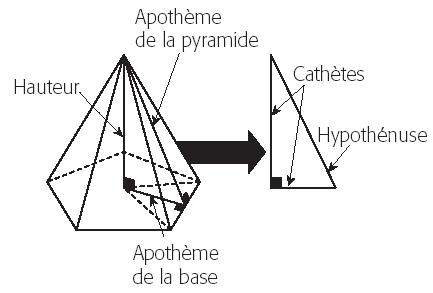 Apothème
de la pyramide
Hauteur
Cathètes
Hypothénuse
Apothème
de la base